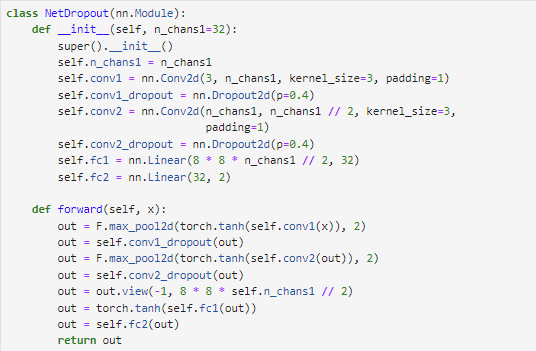 class NetDropout(nn.Module):
    def __init__(self, n_chans1=32):
        super().__init__()
        self.n_chans1 = n_chans1
        self.conv1 = nn.Conv2d(3, n_chans1, kernel_size=3, padding=1)
        self.conv1_dropout = nn.Dropout2d(p=0.4)
        self.conv2 = nn.Conv2d(n_chans1, n_chans1 // 2, kernel_size=3,
                               padding=1)
        self.conv2_dropout = nn.Dropout2d(p=0.4)
        self.fc1 = nn.Linear(8 * 8 * n_chans1 // 2, 32)
        self.fc2 = nn.Linear(32, 2)

    def forward(self, x):
        out = F.max_pool2d(torch.tanh(self.conv1(x)), 2)
        out = self.conv1_dropout(out)
        out = F.max_pool2d(torch.tanh(self.conv2(out)), 2)
        out = self.conv2_dropout(out)
        out = out.view(-1, 8 * 8 * self.n_chans1 // 2)
        out = torch.tanh(self.fc1(out))
        out = self.fc2(out)
        return out